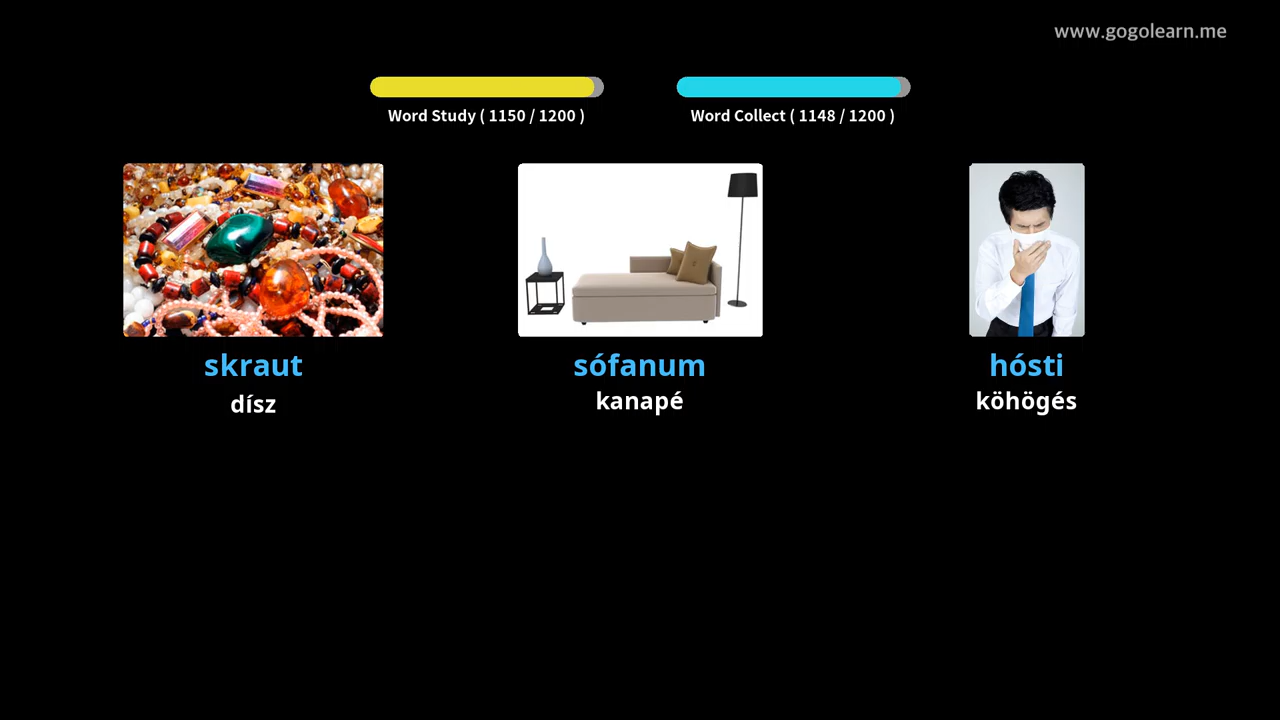 www.gogolearn.me
Word Study ( 1150 / 1200 )
Word Collect ( 1148 / 1200 )
skraut
dísz
sófanum
kanapé
hósti
köhögés